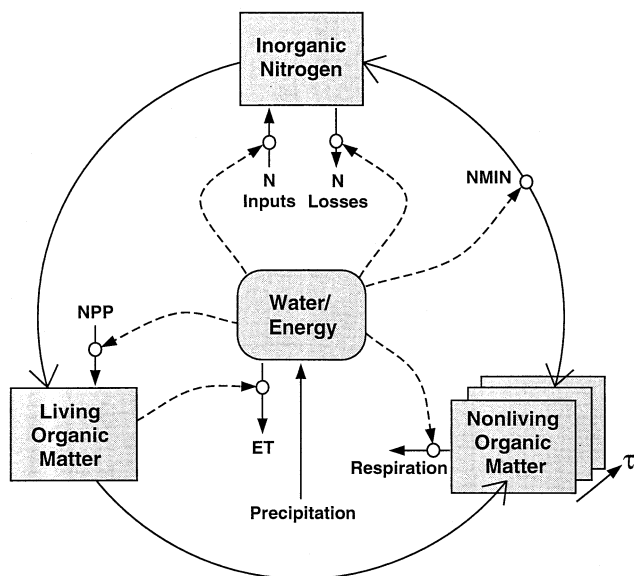 Inorganic
Nitrogen
N
Inputs
N
Losses
NMIN
Water/
Energy
NPP
Living
Organic
Matter
ET
Nonliving
Organic
Matter
Respiration
τ
Precipitation